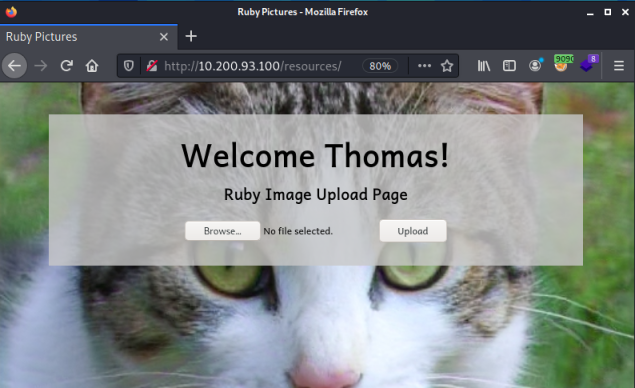 Ruby Pictures - Mozilla Firefox
Ruby Pictures
http://10.200.93.100/resources/ 80% 9090 8
Welcome Thomas!
Ruby Image Upload Page
Browse... No file selected. Upload